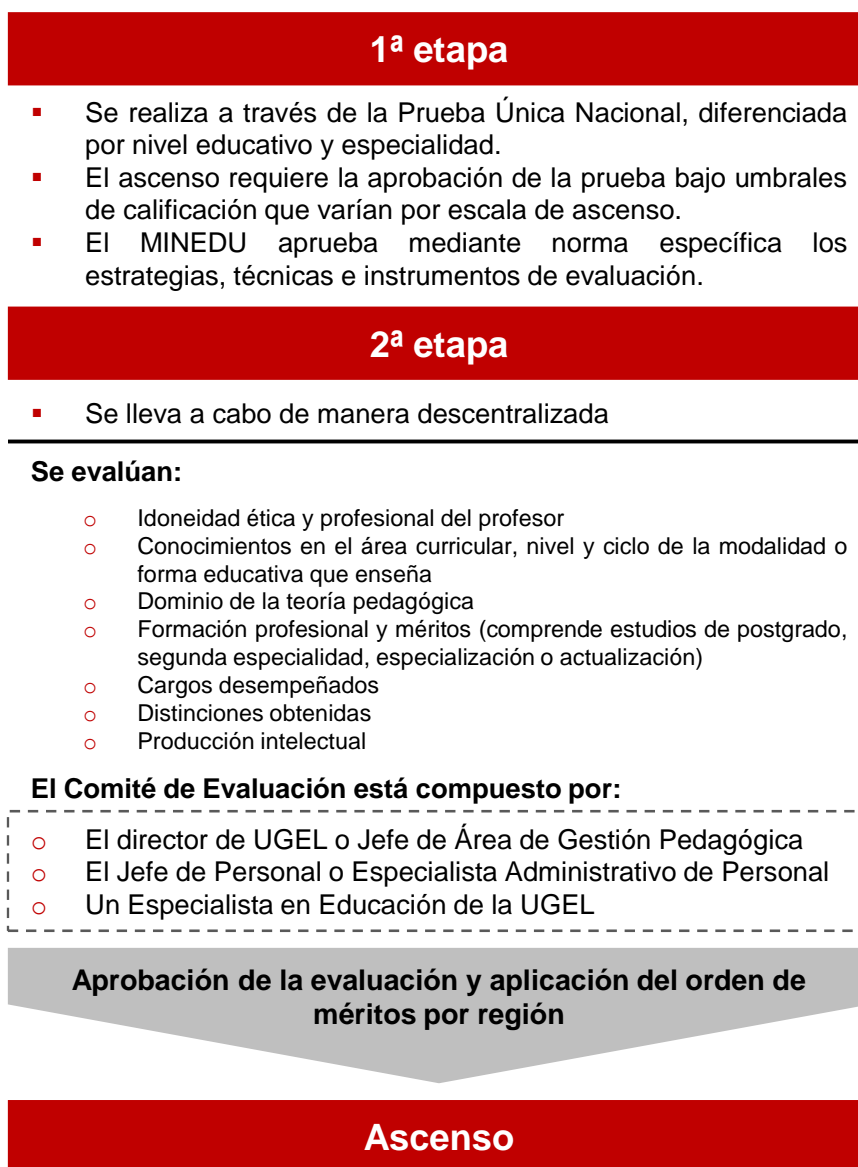 1ª etapa
▪ Se realiza a través de la Prueba Única Nacional, diferenciada
por nivel educativo y especialidad.
▪ El ascenso requiere la aprobación de la prueba bajo umbrales
de calificación que varían por escala de ascenso.
▪ El MINEDU aprueba mediante norma específica los
estrategias, técnicas e instrumentos de evaluación.
2ª etapa
▪ Se lleva a cabo de manera descentralizada
Se evalúan:
o Idoneidad ética y profesional del profesor
o Conocimientos en el área curricular, nivel y ciclo de la modalidad o
forma educativa que enseña
o Dominio de la teoría pedagógica
o Formación profesional y méritos (comprende estudios de postgrado,
segunda especialidad, especialización o actualización)
o Cargos desempeñados
o Distinciones obtenidas
o Producción intelectual
El Comité de Evaluación está compuesto por:
o El director de UGEL o Jefe de Área de Gestión Pedagógica
o El Jefe de Personal o Especialista Administrativo de Personal
o Un Especialista en Educación de la UGEL
Aprobación de la evaluación y aplicación del orden de
méritos por región
Ascenso